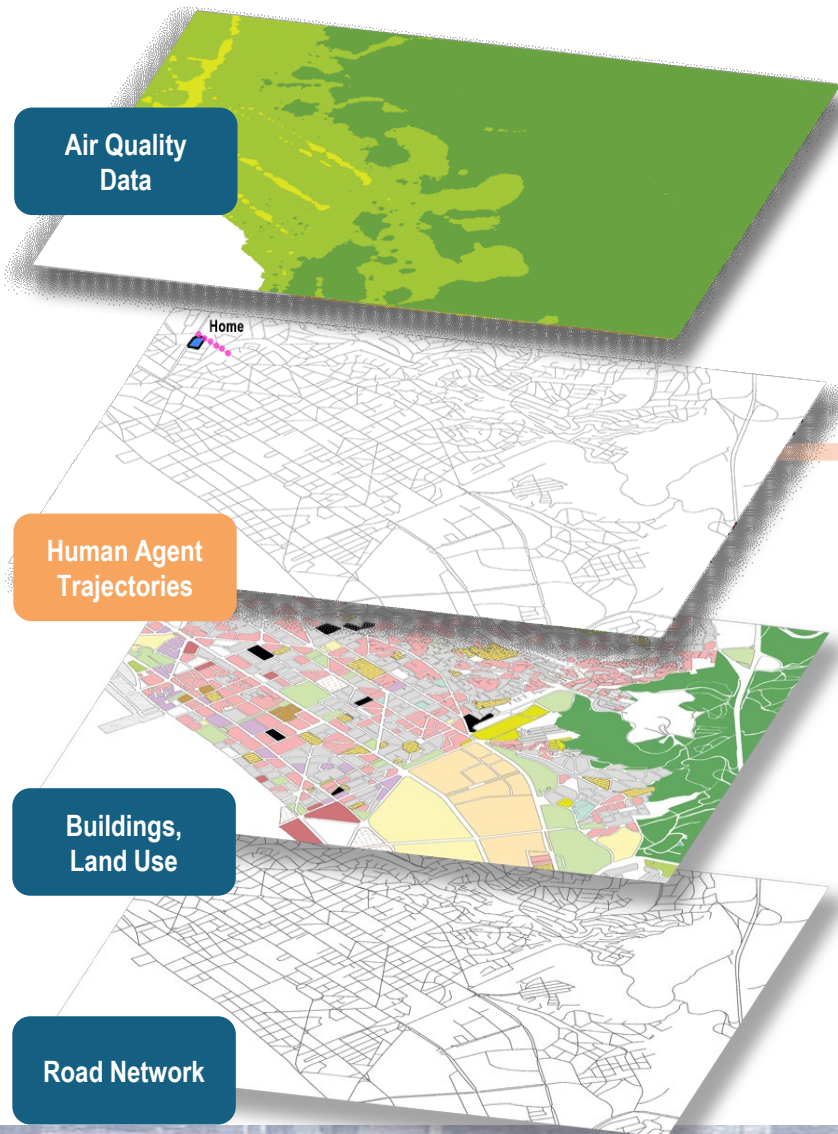 Air Quality
Data
Home
Human Agent
Trajectories
Buildings,
Land Use
Road Network